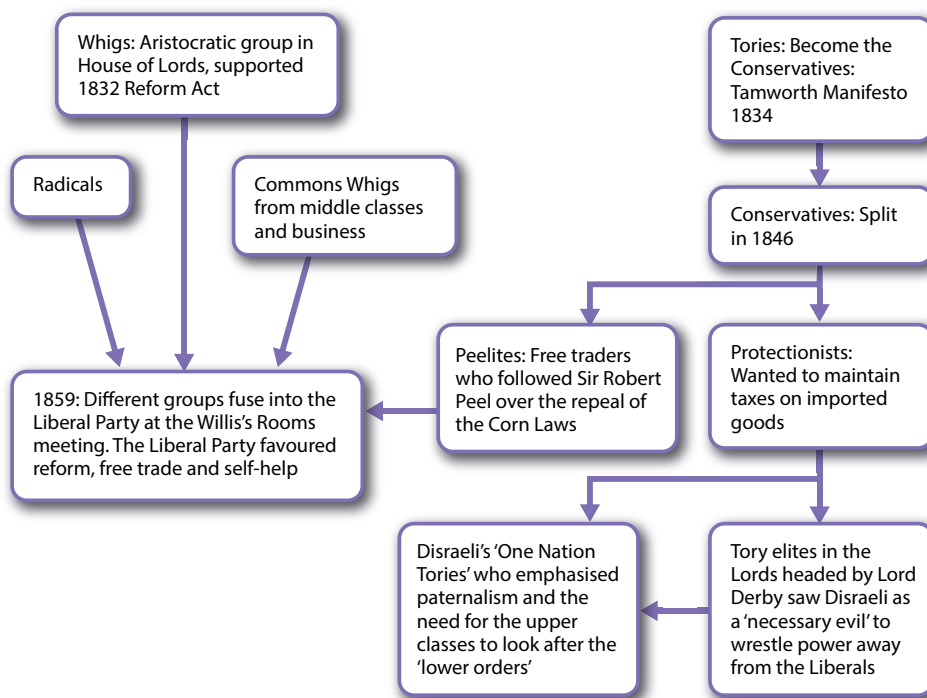 Whigs: Aristocratic group in
House of Lords, supported
1832 Reform Act
Tories: Become the
Conservatives:
Tamworth Manifesto
1834
Radicals
Commons Whigs
from middle classes
and business
Conservatives: Split
in 1846
Peelites: Free traders
who followed Sir Robert
Peel over the repeal of
the Corn Laws
Protectionists:
Wanted to maintain
taxes on imported
goods
1859: Different groups fuse into the
Liberal Party at the Willis’s Rooms
meeting. The Liberal Party favoured
reform, free trade and self-help
Disraeli’s ‘One Nation
Tories’ who emphasised
paternalism and the
need for the upper
classes to look after the
‘lower orders’
Tory elites in the
Lords headed by Lord
Derby saw Disraeli as
a ‘necessary evil’ to
wrestle power away
from the Liberals